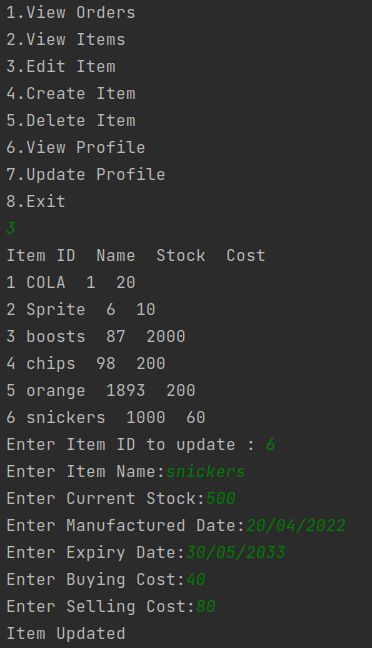 1.View Orders
2.View Items
3.Edit Item
4.Create Item
5.Delete Item
6.View Profile
7.Update Profile
8.Exit
3
Item ID  Name  Stock  Cost
1 COLA  1  20
2 Sprite  6  10
3 boosts  87  2000
4 chips  98  200
5 orange  1893  200
6 snickers  1000  60
Enter Item ID to update : 6
Enter Item Name:snickers
Enter Current Stock:500
Enter Manufactured Date:20/04/2022
Enter Expiry Date:30/05/2033
Enter Buying Cost:40
Enter Selling Cost:80
Item Updated